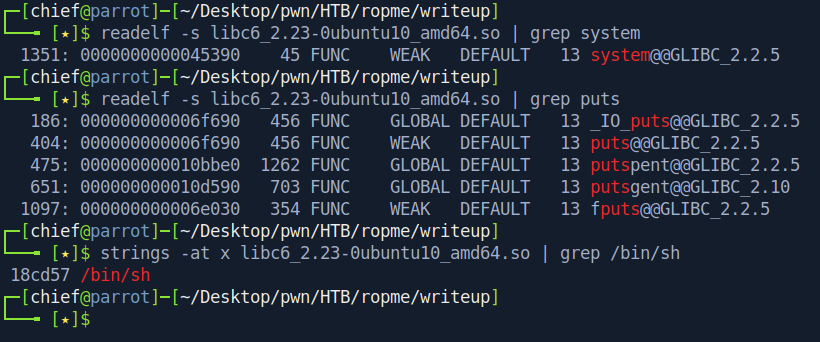 ┌─[chief@parrot]─[~/Desktop/pwn/HTB/ropme/writeup]
└──╼ [★]$ readelf -s libc6_2.23-0ubuntu10_amd64.so | grep system
  1351: 0000000000045390    45 FUNC    WEAK   DEFAULT   13 system@@GLIBC_2.2.5
┌─[chief@parrot]─[~/Desktop/pwn/HTB/ropme/writeup]
└──╼ [★]$ readelf -s libc6_2.23-0ubuntu10_amd64.so | grep puts
   186: 000000000006f690   456 FUNC    GLOBAL DEFAULT   13 _IO_puts@@GLIBC_2.2.5
   404: 000000000006f690   456 FUNC    WEAK   DEFAULT   13 puts@@GLIBC_2.2.5
   475: 000000000010bbe0  1262 FUNC    GLOBAL DEFAULT   13 putspent@@GLIBC_2.2.5
   651: 000000000010d590   703 FUNC    GLOBAL DEFAULT   13 putsgent@@GLIBC_2.10
  1097: 000000000006e030   354 FUNC    WEAK   DEFAULT   13 fputs@@GLIBC_2.2.5
┌─[chief@parrot]─[~/Desktop/pwn/HTB/ropme/writeup]
└──╼ [★]$ strings -at x libc6_2.23-0ubuntu10_amd64.so | grep /bin/sh
 18cd57 /bin/sh
┌─[chief@parrot]─[~/Desktop/pwn/HTB/ropme/writeup]
└──╼ [★]$